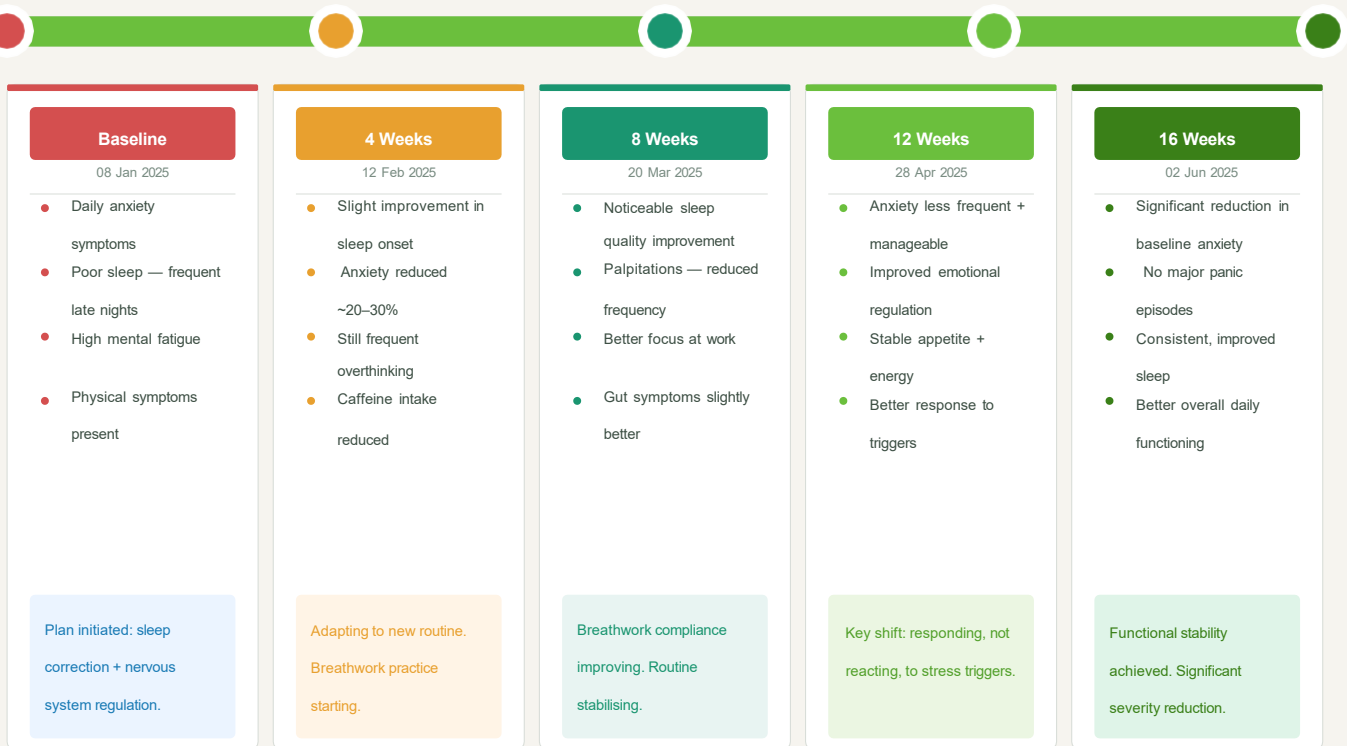 Baseline
08 Jan 2025
Daily anxiety
symptoms
Poor sleep — frequent
late nights
High mental fatigue
Physical symptoms
present
Plan initiated: sleep
correction + nervous
system regulation.
4 Weeks
12 Feb 2025
Slight improvement in
sleep onset
Anxiety reduced
~20–30%
Still frequent
overthinking
Caffeine intake
reduced
Adapting to new routine.
Breathwork practice
starting.
8 Weeks
20 Mar 2025
Noticeable sleep
quality improvement
Palpitations — reduced
frequency
Better focus at work
Gut symptoms slightly
better
Breathwork compliance
improving. Routine
stabilising.
12 Weeks
28 Apr 2025
Anxiety less frequent +
manageable
Improved emotional
regulation
Stable appetite +
energy
Better response to
triggers
Key shift: responding, not
reacting, to stress triggers.
16 Weeks
02 Jun 2025
Significant reduction in
baseline anxiety
No major panic
episodes
Consistent, improved
sleep
Better overall daily
functioning
Functional stability
achieved. Significant
severity reduction.